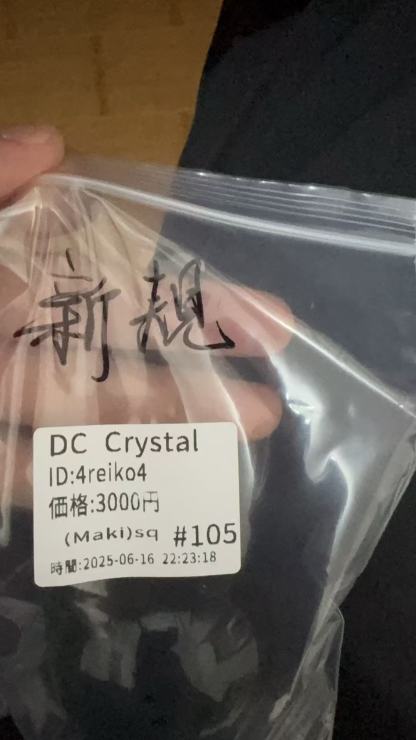 新規
DC Crystal
ID:4reiko4
価格:3000円
(Maki)sq #105
時間:2025-06-16 22:23:18